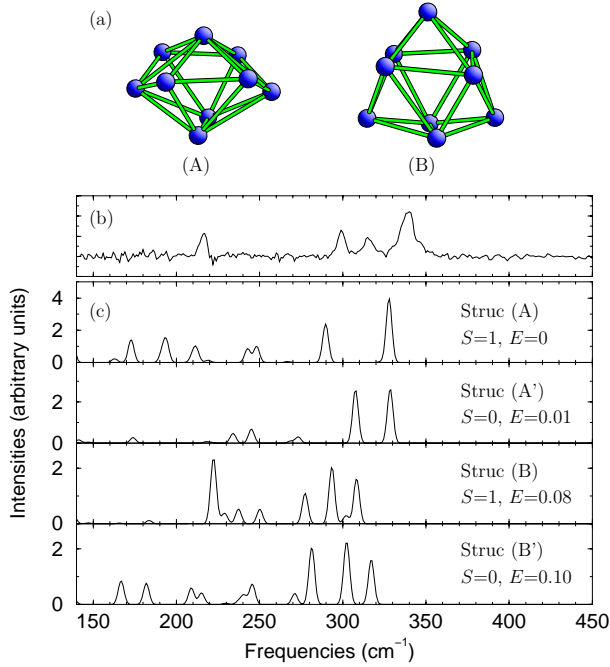 (a)
(A) (B)
(b)
(c)
Struc (A)
S=1, E=0
Struc (A')
S=0, E=0.01
Struc (B)
S=1, E=0.08
Struc (B')
S=0, E=0.10
Intensities (arbitrary units)
4
2
0
2
0
2
0
2
0
150 200 250 300 350 400 450
Frequencies (cm⁻¹)